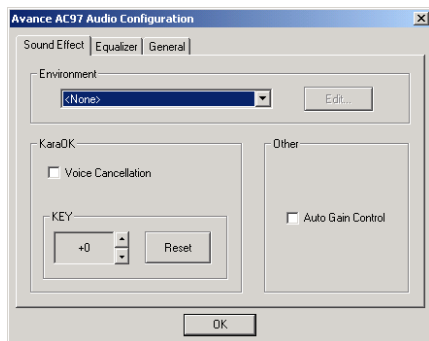 Avance AC97 Audio Configuration
Sound Effect Equalizer General
Environment
<None> Edit...
KaraOK
Voice Cancellation
KEY
+0 Reset
Other
Auto Gain Control
OK